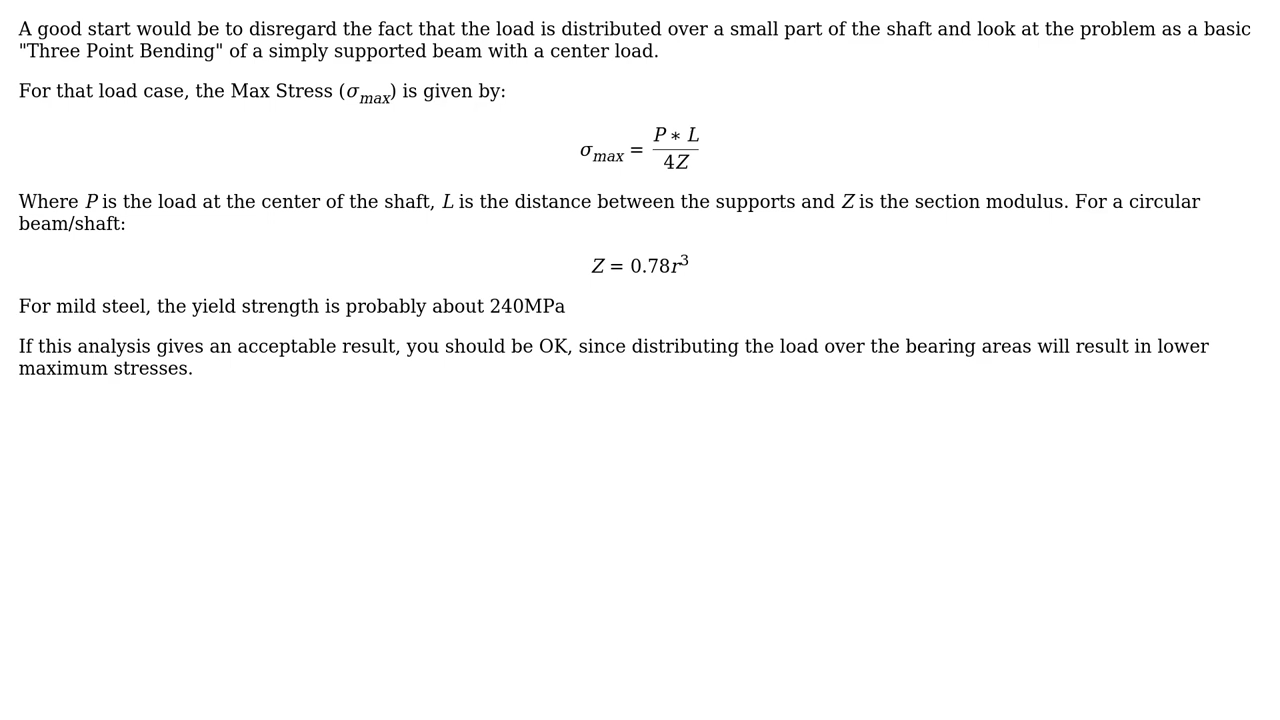 A good start would be to disregard the fact that the load is distributed over a small part of the shaft and look at the problem as a basic
"Three Point Bending" of a simply supported beam with a center load.
For that load case, the Max Stress (σ_max) is given by:
σ_max = P ∗ L / 4Z
Where P is the load at the center of the shaft, L is the distance between the supports and Z is the section modulus. For a circular
beam/shaft:
Z = 0.78r³
For mild steel, the yield strength is probably about 240MPa
If this analysis gives an acceptable result, you should be OK, since distributing the load over the bearing areas will result in lower
maximum stresses.